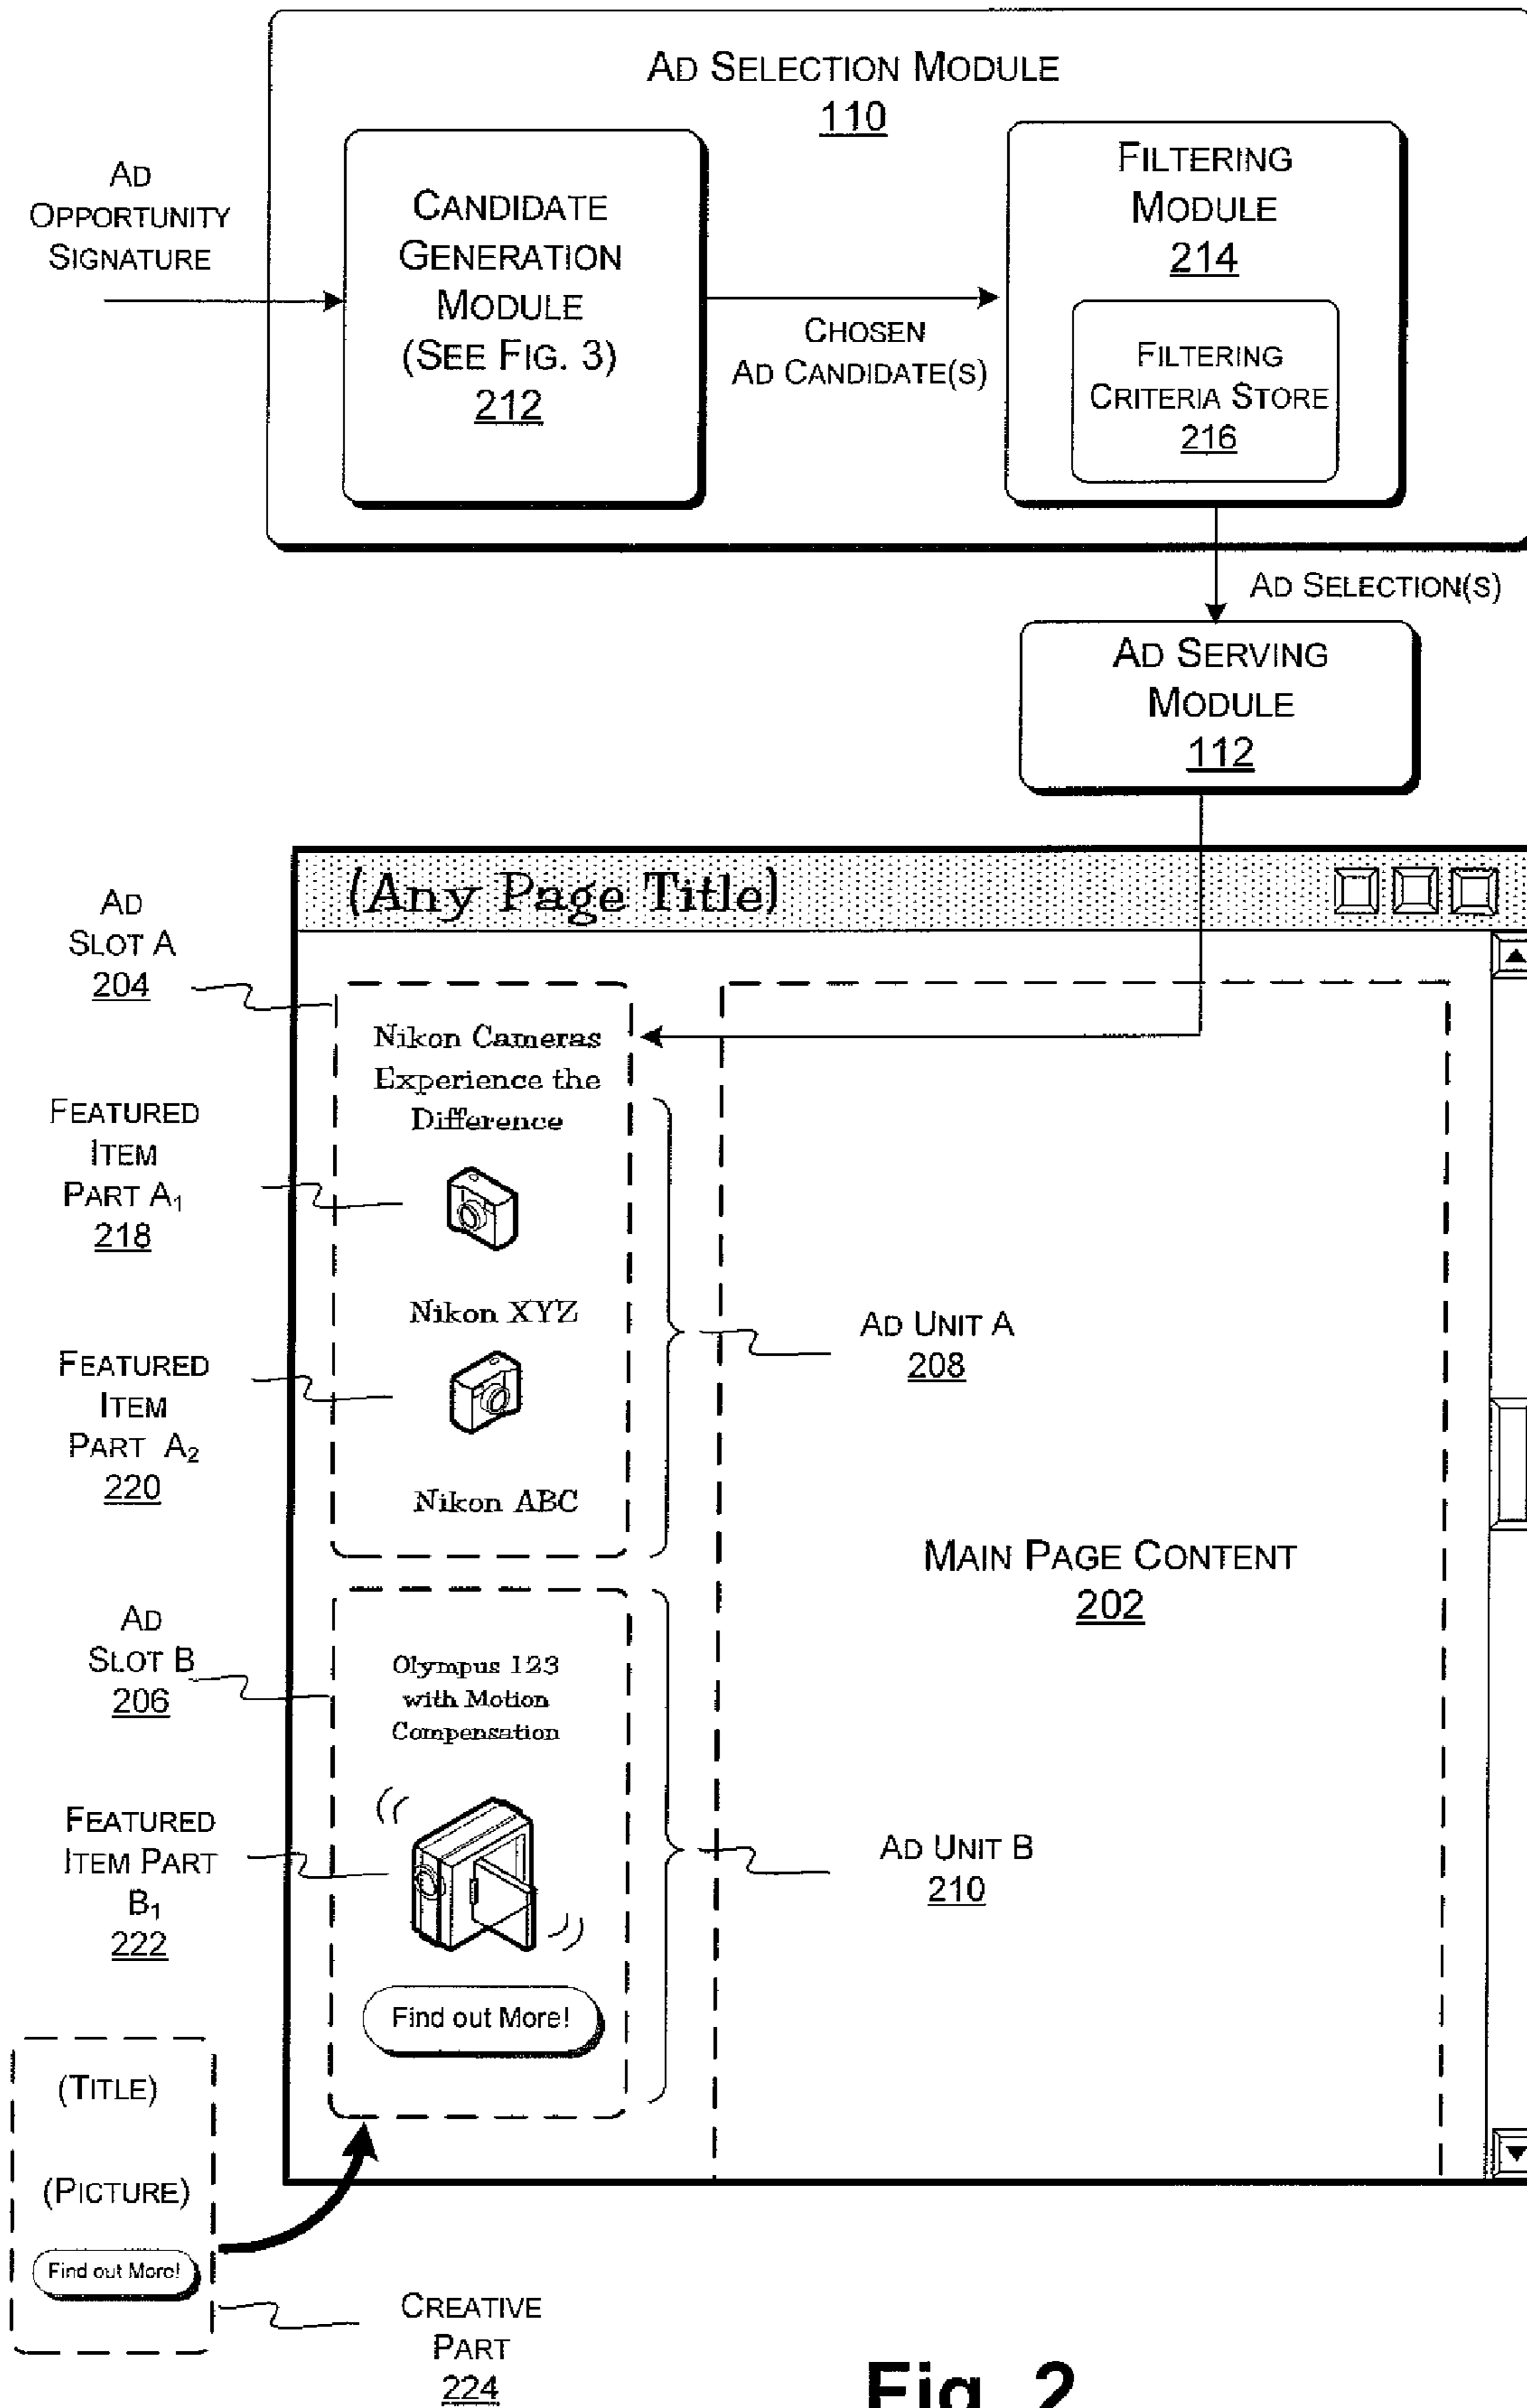 AD SELECTION MODULE
110
AD
OPPORTUNITY
SIGNATURE
CANDIDATE
GENERATION
MODULE
(SEE FIG. 3)
212
CHOSEN
AD CANDIDATE(S)
FILTERING
MODULE
214
FILTERING
CRITERIA STORE
216
AD SELECTION(S)
AD SERVING
MODULE
112
(Any Page Title)
AD
SLOT A
204
Nikon Cameras
Experience the
Difference
FEATURED
ITEM
PART A1
218
Nikon XYZ
AD UNIT A
208
FEATURED
ITEM
PART A2
220
Nikon ABC
MAIN PAGE CONTENT
202
AD
SLOT B
206
Olympus 123
with Motion
Compensation
FEATURED
ITEM PART
B1
222
AD UNIT B
210
Find out More!
(TITLE)
(PICTURE)
Find out More!
CREATIVE
PART
224
Fig. 2